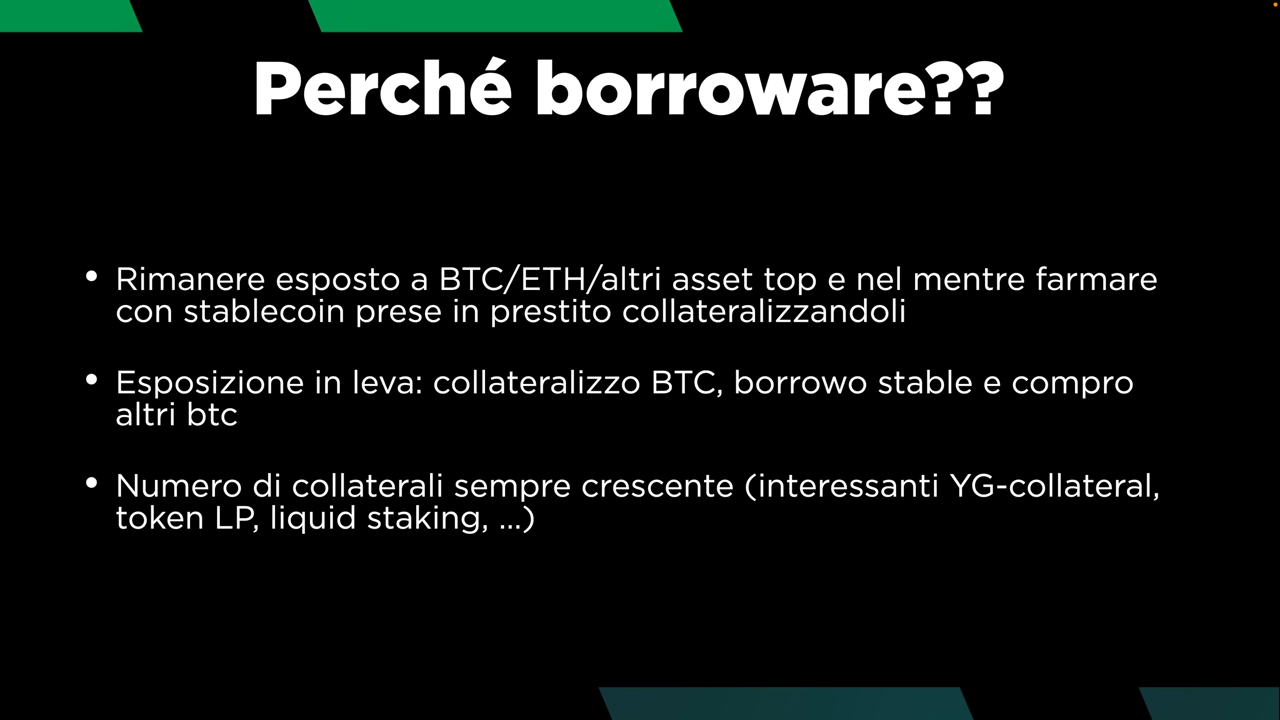 Perché borroware??
• Rimanere esposto a BTC/ETH/altri asset top e nel mentre farmare
con stablecoin prese in prestito collateralizzandoli
• Esposizione in leva: collateralizzo BTC, borrowo stable e compro
altri btc
• Numero di collaterali sempre crescente (interessanti YG-collateral,
token LP, liquid staking, ...)